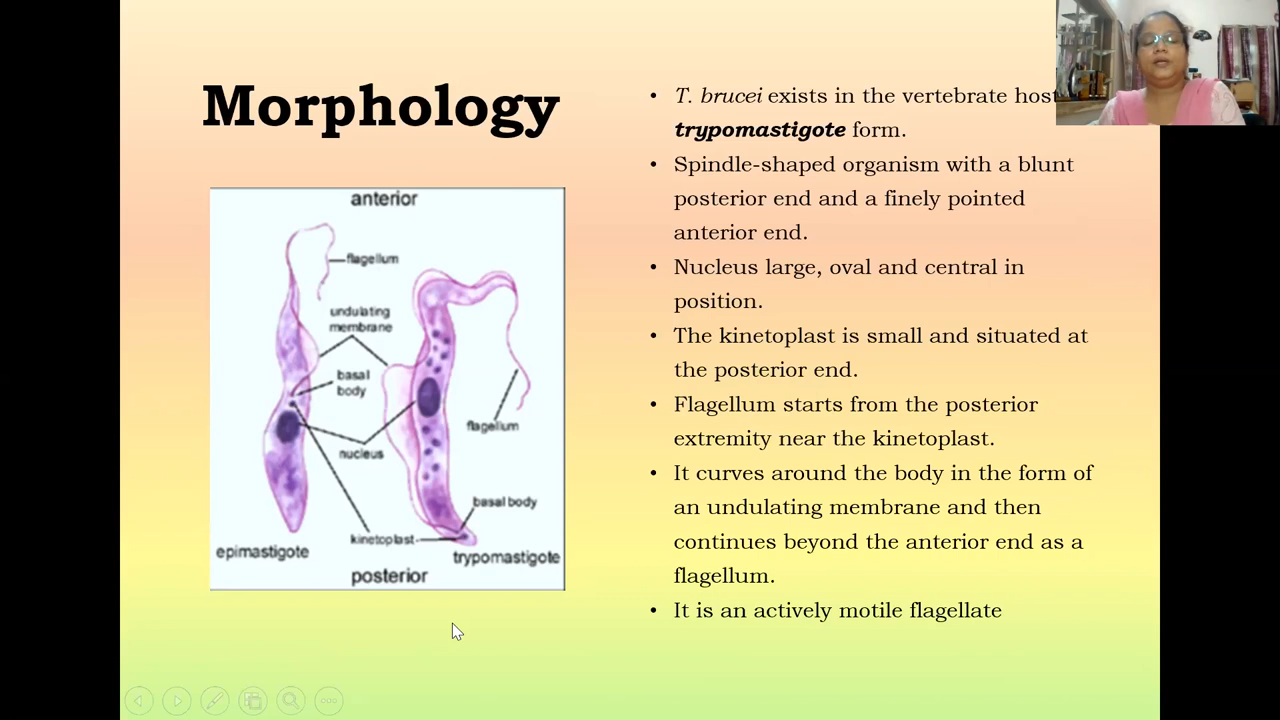 Morphology
anterior
flagellum
undulating
membrane
basal
body
flagellum
nucleus
basal body
kinetoplast
epimastigote
trypomastigote
posterior
• T. brucei exists in the vertebrate host
trypomastigote form.
• Spindle-shaped organism with a blunt
posterior end and a finely pointed
anterior end.
• Nucleus large, oval and central in
position.
• The kinetoplast is small and situated at
the posterior end.
• Flagellum starts from the posterior
extremity near the kinetoplast.
• It curves around the body in the form of
an undulating membrane and then
continues beyond the anterior end as a
flagellum.
• It is an actively motile flagellate